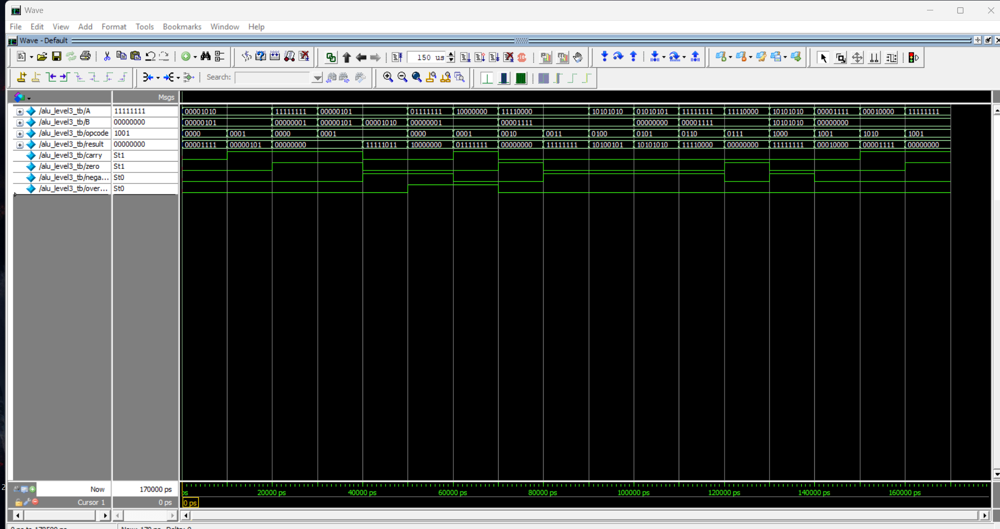 Wave
File Edit View Add Format Tools Bookmarks Window Help
Wave - Default
150 us
Search:
Msgs
/alu_level3_tb/A 11111111 00001010 11111111 00000101 01111111 10000000 11110000 10101010 01010101 11111111 11110000 10101010 00001111 00010000 11111111
/alu_level3_tb/B 00000000 00000101 00000001 00000101 00001010 00000001 00001111 00000000 00001111 10101010 00000000
/alu_level3_tb/opcode 1001 0000 0001 0000 0001 0000 0001 0010 0011 0100 0101 0110 0111 1000 1001 1010 1001
/alu_level3_tb/result 00000000 00001111 00000101 00000000 11111011 10000000 01111111 00000000 11111111 10100101 10101010 11110000 00000000 11111111 00010000 00001111 00000000
/alu_level3_tb/carry St1
/alu_level3_tb/zero St1
/alu_level3_tb/nega... St0
/alu_level3_tb/over... St0
Now 170000 ps ps 20000 ps 40000 ps 60000 ps 80000 ps 100000 ps 120000 ps 140000 ps 160000 ps
Cursor 1 0 ps 0 ps